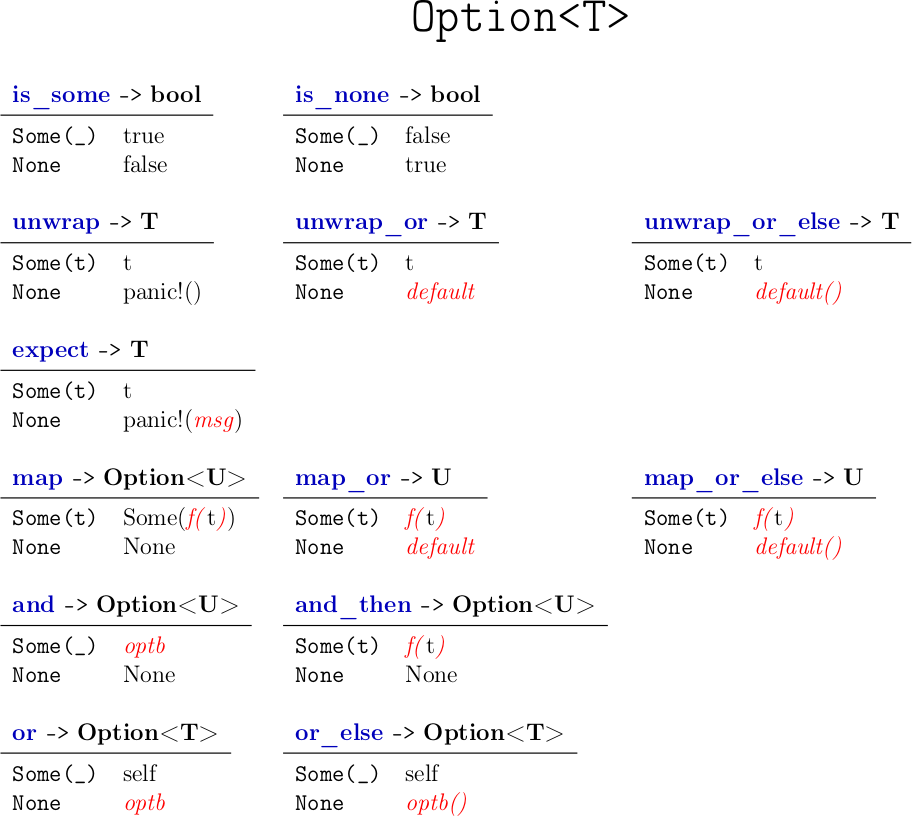 Option<T>
is_some -> bool
Some(_) true
None false
is_none -> bool
Some(_) false
None true
unwrap -> T
Some(t) t
None panic!()
unwrap_or -> T
Some(t) t
None default
unwrap_or_else -> T
Some(t) t
None default()
expect -> T
Some(t) t
None panic!(msg)
map -> Option<U>
Some(t) Some(f(t))
None None
map_or -> U
Some(t) f(t)
None default
map_or_else -> U
Some(t) f(t)
None default()
and -> Option<U>
Some(_) optb
None None
and_then -> Option<U>
Some(t) f(t)
None None
or -> Option<T>
Some(_) self
None optb
or_else -> Option<T>
Some(_) self
None optb()